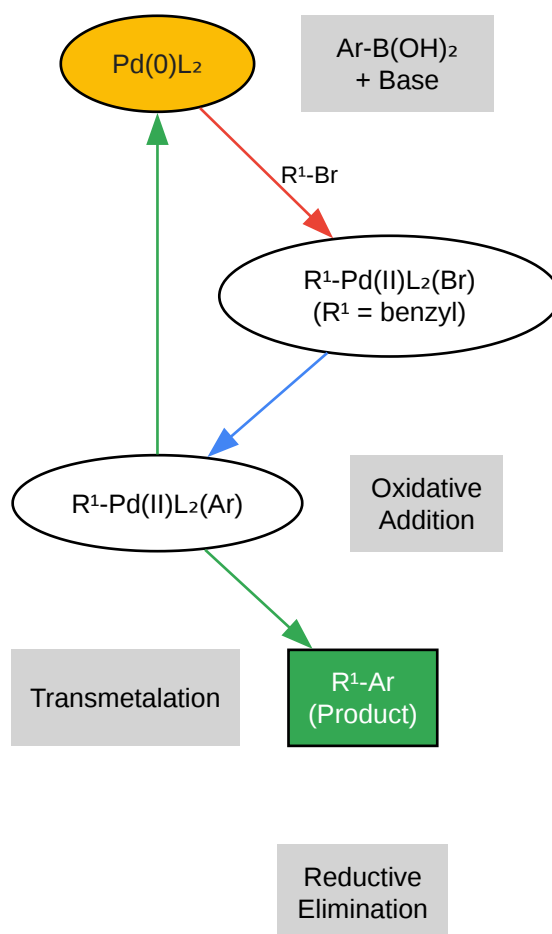 Pd(0)L₂
Ar-B(OH)₂
+ Base
R¹-Br
R¹-Pd(II)L₂(Br)
(R¹ = benzyl)
R¹-Pd(II)L₂(Ar)
Oxidative
Addition
Transmetalation
R¹-Ar
(Product)
Reductive
Elimination